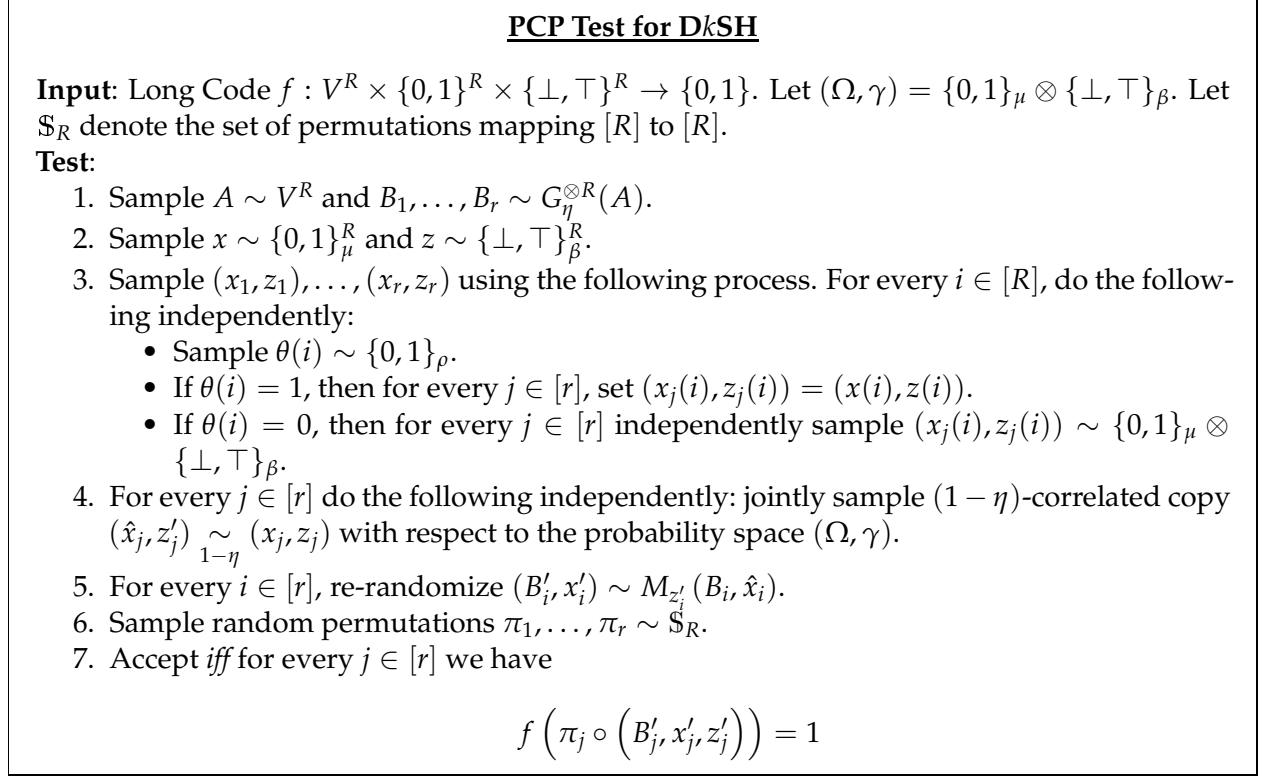 PCP Test for DkSH
Input: Long Code f : V^R × {0, 1}^R × {⊥, ⊤}^R → {0, 1}. Let (Ω, γ) = {0, 1}_μ ⊗ {⊥, ⊤}_β. Let
𝕊_R denote the set of permutations mapping [R] to [R].
Test:
1. Sample A ∼ V^R and B_1, . . . , B_r ∼ G_η^{⊗R}(A).
2. Sample x ∼ {0, 1}_μ^R and z ∼ {⊥, ⊤}_β^R.
3. Sample (x_1, z_1), . . . , (x_r, z_r) using the following process. For every i ∈ [R], do the follow-
ing independently:
• Sample θ(i) ∼ {0, 1}_ρ.
• If θ(i) = 1, then for every j ∈ [r], set (x_j(i), z_j(i)) = (x(i), z(i)).
• If θ(i) = 0, then for every j ∈ [r] independently sample (x_j(i), z_j(i)) ∼ {0, 1}_μ ⊗
{⊥, ⊤}_β.
4. For every j ∈ [r] do the following independently: jointly sample (1 − η)-correlated copy
(x̂_j, z′_j) ∼_{1−η} (x_j, z_j) with respect to the probability space (Ω, γ).
5. For every i ∈ [r], re-randomize (B′_i, x′_i) ∼ M_{z′_i}(B_i, x̂_i).
6. Sample random permutations π_1, . . . , π_r ∼ 𝕊_R.
7. Accept iff for every j ∈ [r] we have
f (π_j ∘ (B′_j, x′_j, z′_j)) = 1